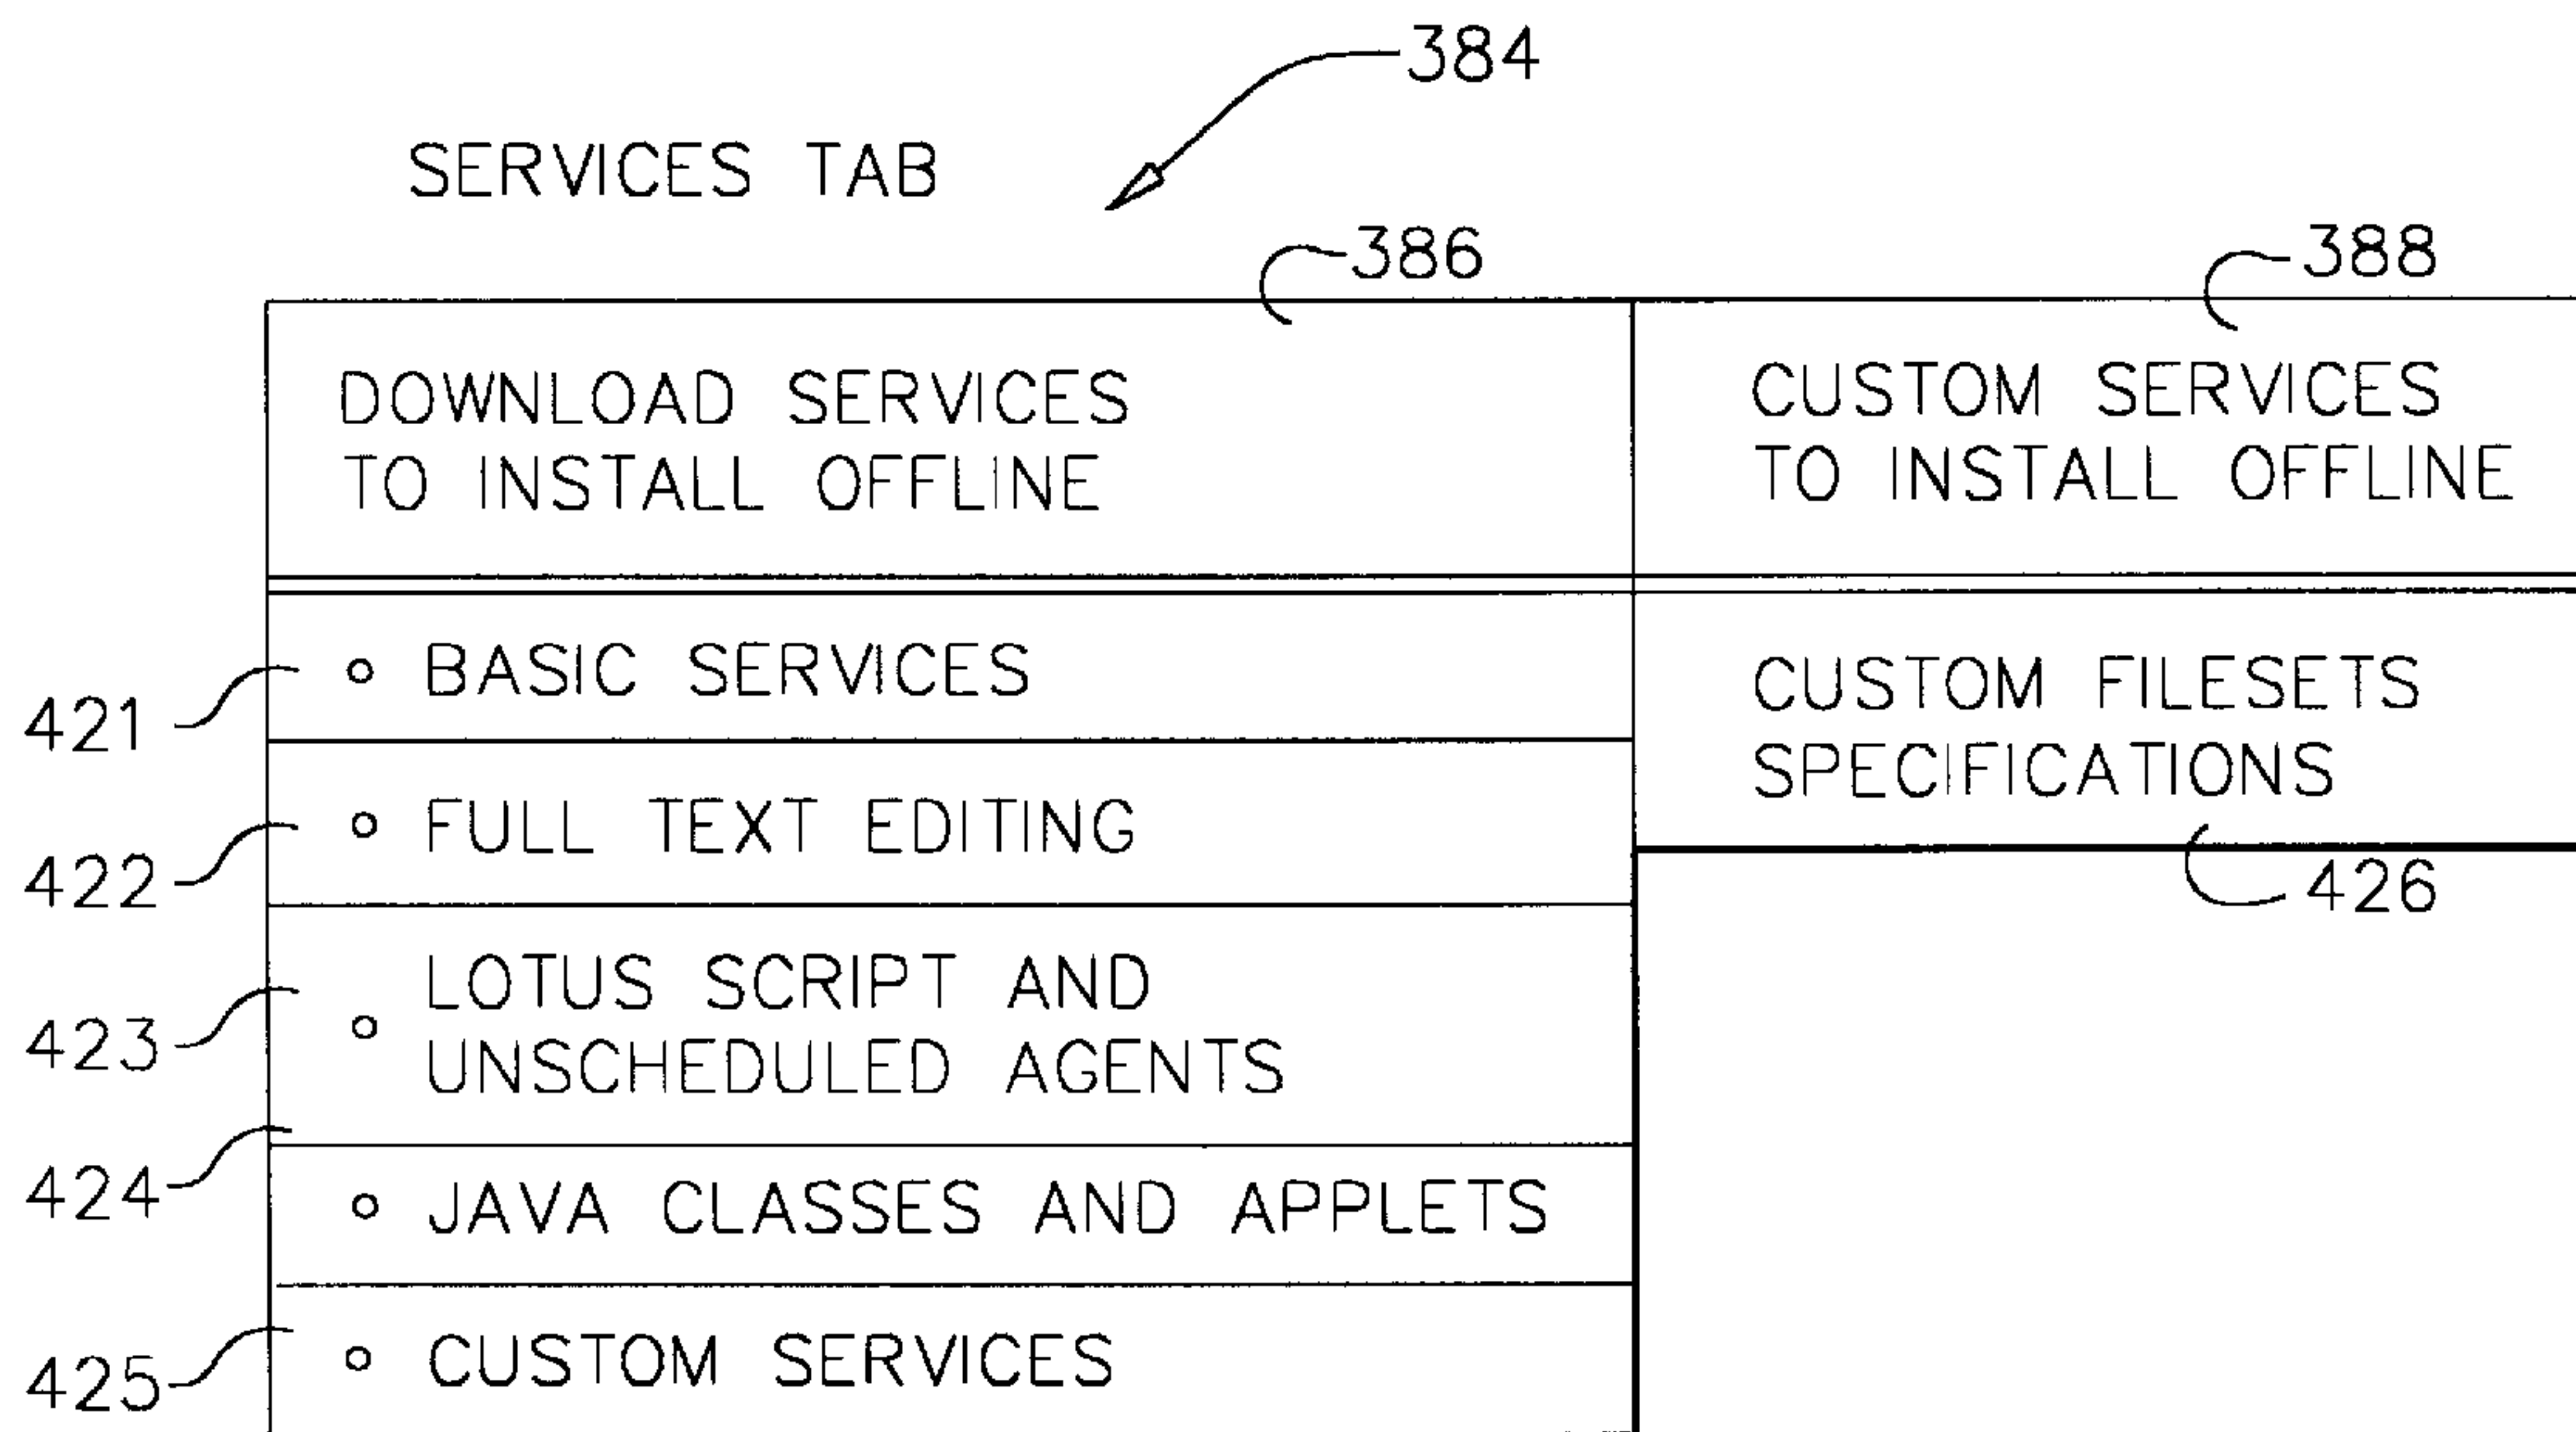 384
SERVICES TAB
386
388
DOWNLOAD SERVICES
TO INSTALL OFFLINE
CUSTOM SERVICES
TO INSTALL OFFLINE
421
BASIC SERVICES
CUSTOM FILESETS
SPECIFICATIONS
426
422
FULL TEXT EDITING
423
LOTUS SCRIPT AND
UNSCHEDULED AGENTS
424
JAVA CLASSES AND APPLETS
425
CUSTOM SERVICES